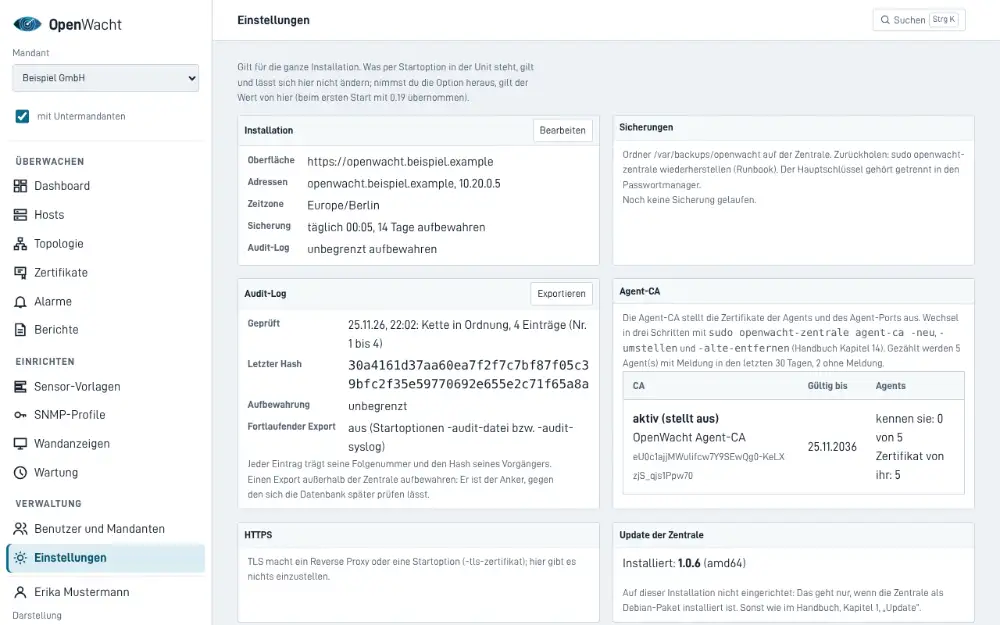 OpenWacht
Mandant
Beispiel GmbH
mit Untermandanten
ÜBERWACHEN
Dashboard
Hosts
Topologie
Zertifikate
Alarme
Berichte
EINRICHTEN
Sensor-Vorlagen
SNMP-Profile
Wandanzeigen
Wartung
VERWALTUNG
Benutzer und Mandanten
Einstellungen
Erika Mustermann
Darstellung
Einstellungen
Suchen Strg K
Gilt für die ganze Installation. Was per Startoption in der Unit steht, gilt
und lässt sich hier nicht ändern; nimmst du die Option heraus, gilt der
Wert von hier (beim ersten Start mit 0.19 übernommen).
Installation
Bearbeiten
Oberfläche https://openwacht.beispiel.example
Adressen openwacht.beispiel.example, 10.20.0.5
Zeitzone Europe/Berlin
Sicherung täglich 00:05, 14 Tage aufbewahren
Audit-Log unbegrenzt aufbewahren
Sicherungen
Ordner /var/backups/openwacht auf der Zentrale. Zurückholen: sudo openwacht-
zentrale wiederherstellen (Runbook). Der Hauptschlüssel gehört getrennt in den
Passwortmanager.
Noch keine Sicherung gelaufen.
Audit-Log
Exportieren
Geprüft 25.11.26, 22:02: Kette in Ordnung, 4 Einträge (Nr.
1 bis 4)
Letzter Hash 30a4161d37aa60ea7f2f7c7bf87f05c3
9bfc2f35e59770692e655e2c71f65a8a
Aufbewahrung unbegrenzt
Fortlaufender Export aus (Startoptionen -audit-datei bzw. -audit-
syslog)
Jeder Eintrag trägt seine Folgenummer und den Hash seines Vorgängers.
Einen Export außerhalb der Zentrale aufbewahren: Er ist der Anker, gegen
den sich die Datenbank später prüfen lässt.
Agent-CA
Die Agent-CA stellt die Zertifikate der Agents und des Agent-Ports aus. Wechsel
in drei Schritten mit sudo openwacht-zentrale agent-ca -neu, -
umstellen und -alte-entfernen (Handbuch Kapitel 14). Gezählt werden 5
Agent(s) mit Meldung in den letzten 30 Tagen, 2 ohne Meldung.
CA Gültig bis Agents
aktiv (stellt aus)
OpenWacht Agent-CA
eU0c1ajjMWulifcw7Y9SEwQg0-KeLX
zjS_qjs1Ppw70
25.11.2036
kennen sie: 0
von 5
Zertifikat von
ihr: 5
HTTPS
TLS macht ein Reverse Proxy oder eine Startoption (-tls-zertifikat); hier gibt es
nichts einzustellen.
Update der Zentrale
Installiert: 1.0.6 (amd64)
Auf dieser Installation nicht eingerichtet: Das geht nur, wenn die Zentrale als
Debian-Paket installiert ist. Sonst wie im Handbuch, Kapitel 1, „Update".